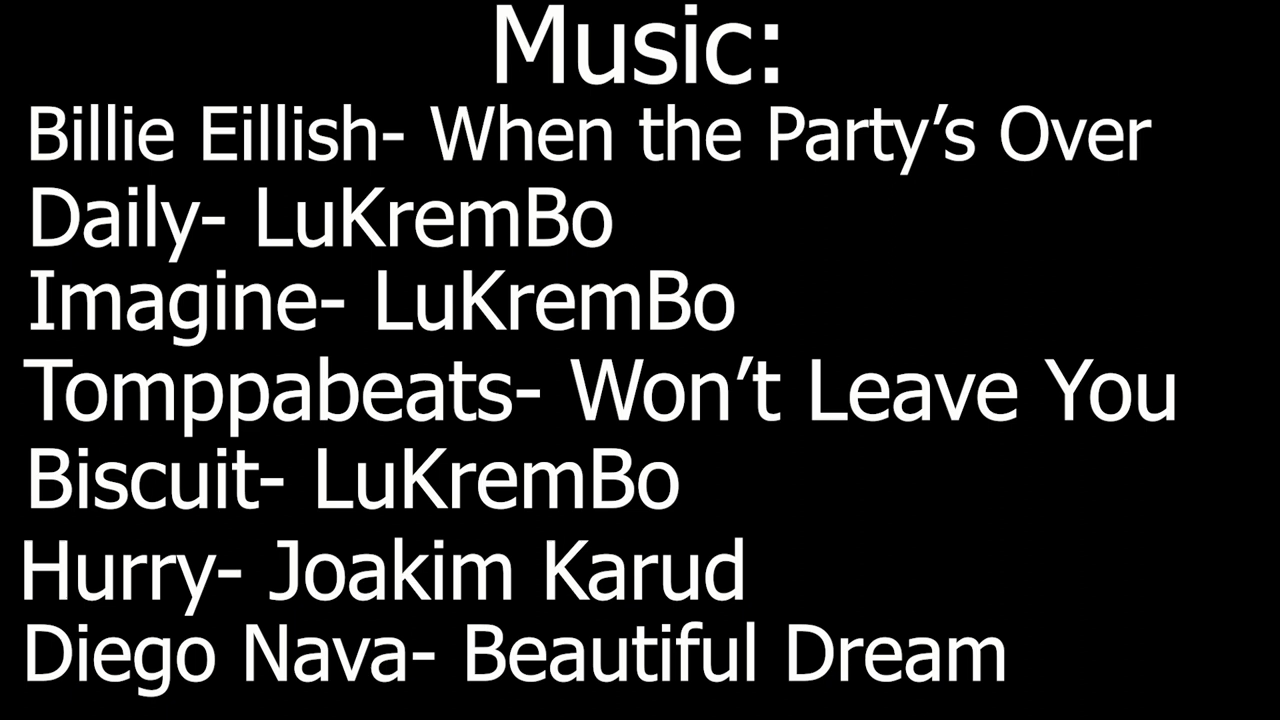 Music:
Billie Eillish- When the Party’s Over
Daily- LuKremBo
Imagine- LuKremBo
Tomppabeats- Won’t Leave You
Biscuit- LuKremBo
Hurry- Joakim Karud
Diego Nava- Beautiful Dream